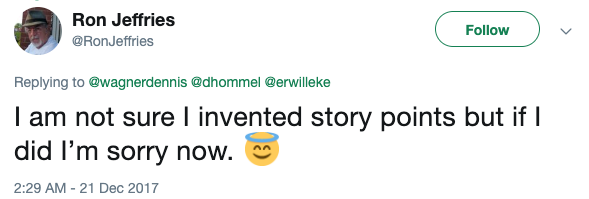 Ron Jeffries
@RonJeffries
Follow
Replying to @wagnerdennis @dhommel @erwilleke
I am not sure I invented story points but if I
did I’m sorry now. 😇
2:29 AM - 21 Dec 2017